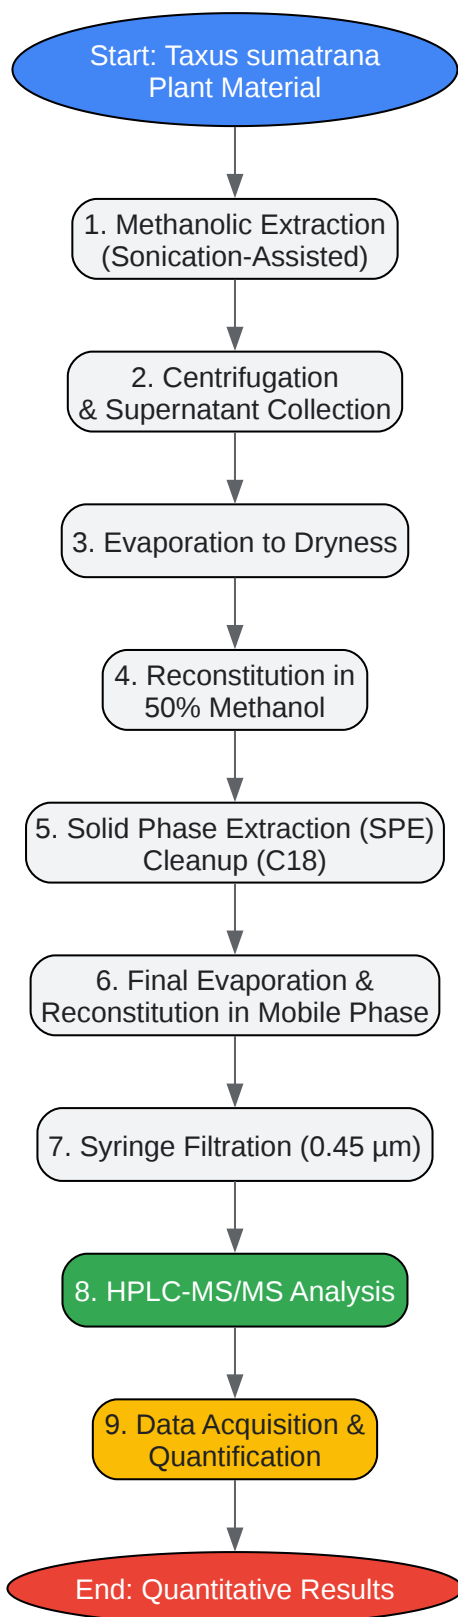 Start: Taxus sumatrana
Plant Material
1. Methanolic Extraction
(Sonication-Assisted)
2. Centrifugation
& Supernatant Collection
3. Evaporation to Dryness
4. Reconstitution in
50% Methanol
5. Solid Phase Extraction (SPE)
Cleanup (C18)
6. Final Evaporation &
Reconstitution in Mobile Phase
7. Syringe Filtration (0.45 µm)
8. HPLC-MS/MS Analysis
9. Data Acquisition &
Quantification
End: Quantitative Results